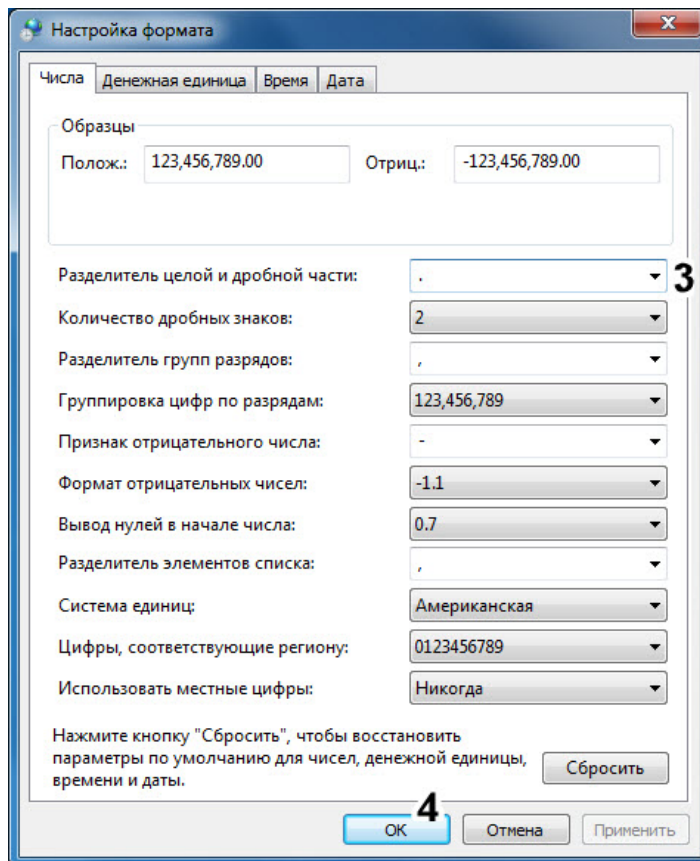 Настройка формата
Числа Денежная единица Время Дата
Образцы
Полож.: 123,456,789.00 Отриц.: -123,456,789.00
Разделитель целой и дробной части: . 3
Количество дробных знаков: 2
Разделитель групп разрядов: ,
Группировка цифр по разрядам: 123,456,789
Признак отрицательного числа: -
Формат отрицательных чисел: -1.1
Вывод нулей в начале числа: 0.7
Разделитель элементов списка: ,
Система единиц: Американская
Цифры, соответствующие региону: 0123456789
Использовать местные цифры: Никогда
Нажмите кнопку "Сбросить", чтобы восстановить
параметры по умолчанию для чисел, денежной единицы,
времени и даты.
Сбросить
4
ОК Отмена Применить